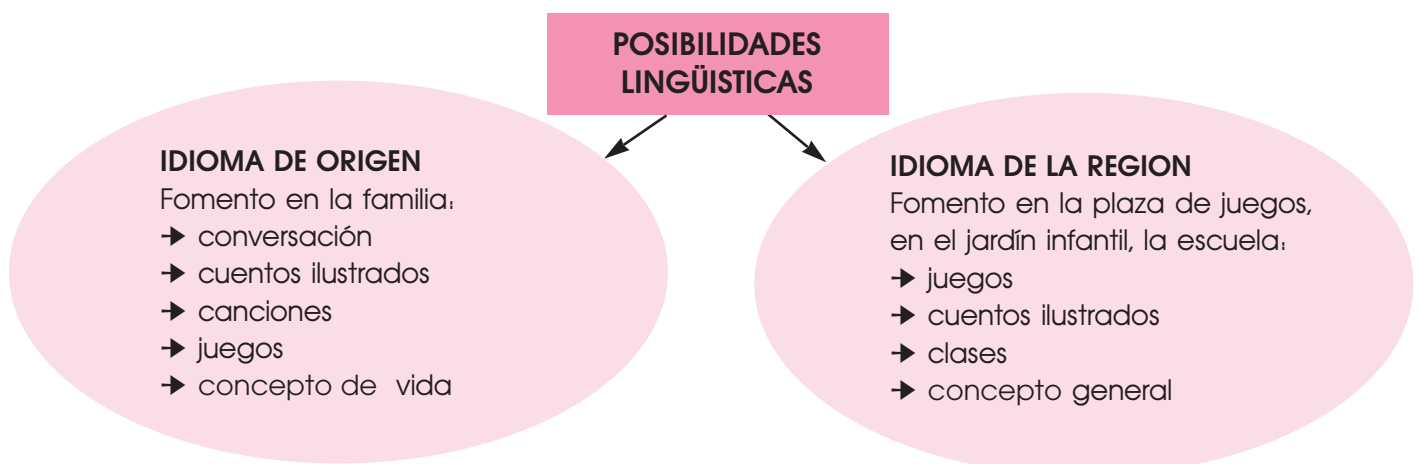 POSIBILIDADES
LINGÜISTICAS
IDIOMA DE ORIGEN
Fomento en la familia:
→ conversación
→ cuentos ilustrados
→ canciones
→ juegos
→ concepto de vida
IDIOMA DE LA REGION
Fomento en la plaza de juegos,
en el jardín infantil, la escuela:
→ juegos
→ cuentos ilustrados
→ clases
→ concepto general